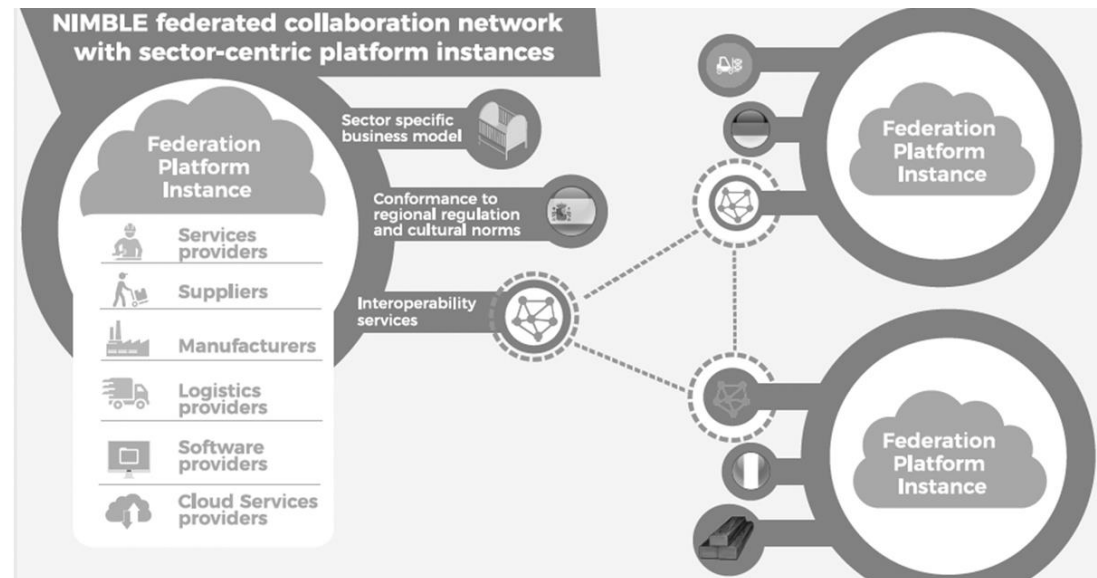 NIMBLE federated collaboration network
with sector-centric platform instances
Federation
Platform
Instance
Services
providers
Suppliers
Manufacturers
Logistics
providers
Software
providers
Cloud Services
providers
Sector specific
business model
Conformance to
regional regulation
and cultural norms
Interoperability
services
Federation
Platform
Instance
Federation
Platform
Instance